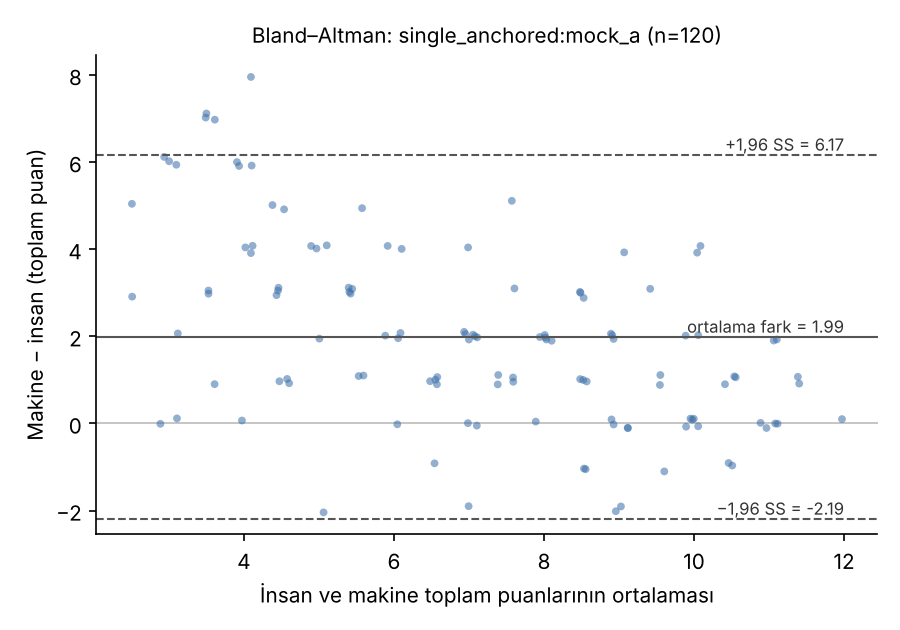 Bland–Altman: single_anchored:mock_a (n=120)
Makine − insan (toplam puan)
8
6
4
2
0
−2
+1,96 SS = 6.17
ortalama fark = 1.99
−1,96 SS = -2.19
4
6
8
10
12
İnsan ve makine toplam puanlarının ortalaması